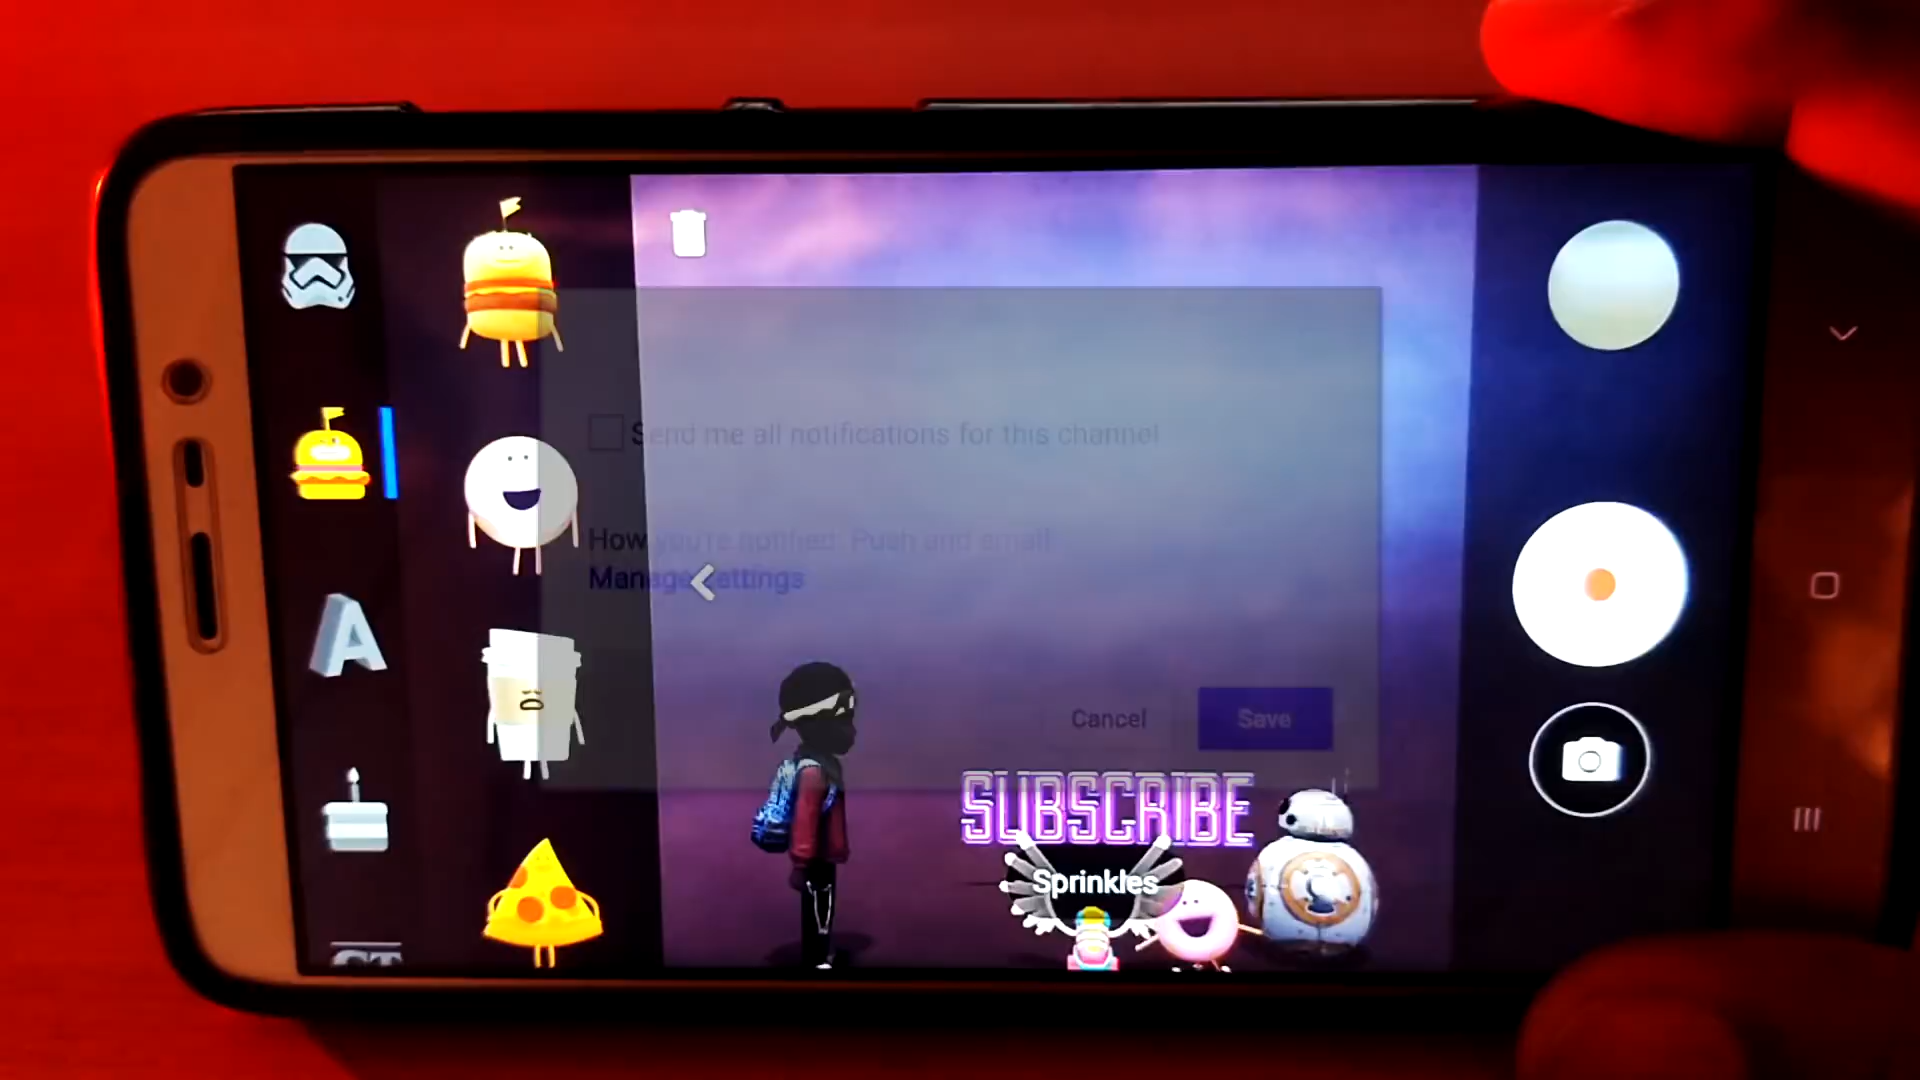 Send me all notifications for this channel
How you're notified: Push and email
Manage settings
Cancel
Save
SUBSCRIBE
Sprinkles
A
ST